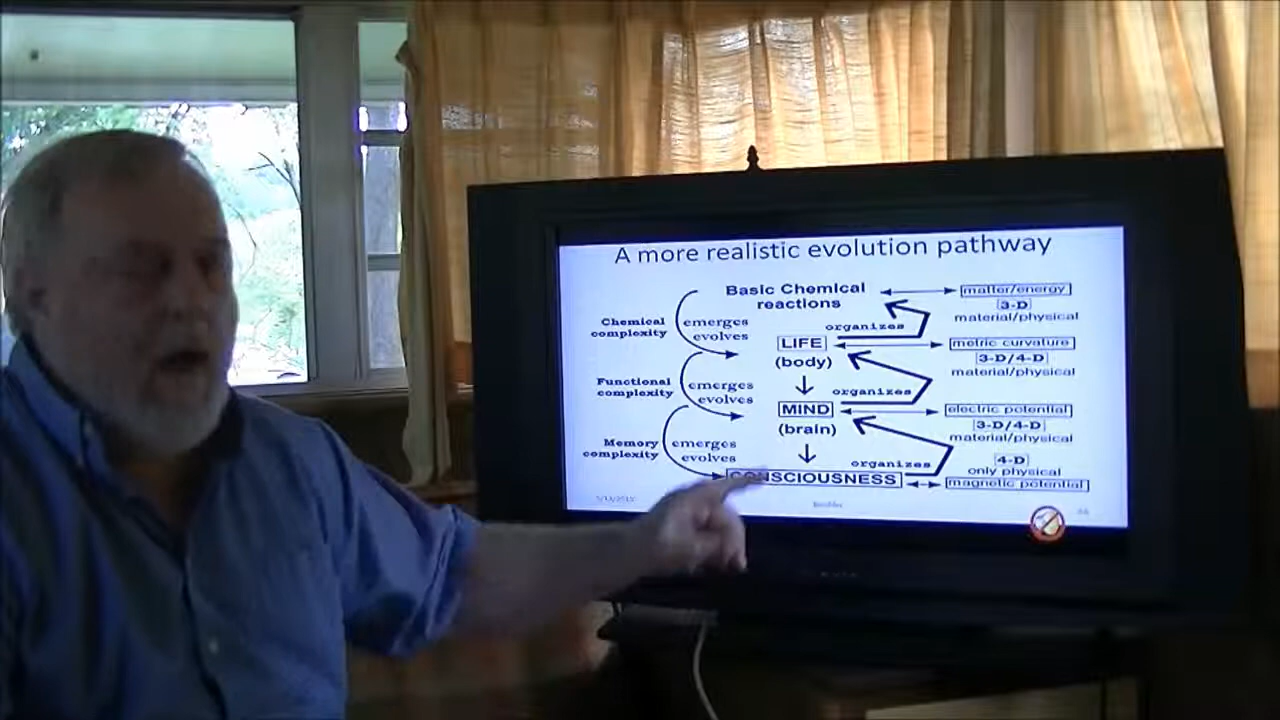 A more realistic evolution pathway
Basic Chemical
reactions
matter/energy
3-D
material/physical
Chemical
complexity
emerges
evolves
organizes
LIFE
(body)
metric curvature
3-D/4-D
material/physical
Functional
complexity
emerges
evolves
organizes
MIND
(brain)
electric potential
3-D/4-D
material/physical
Memory
complexity
emerges
evolves
organizes
4-D
only physical
CONSCIOUSNESS
magnetic potential